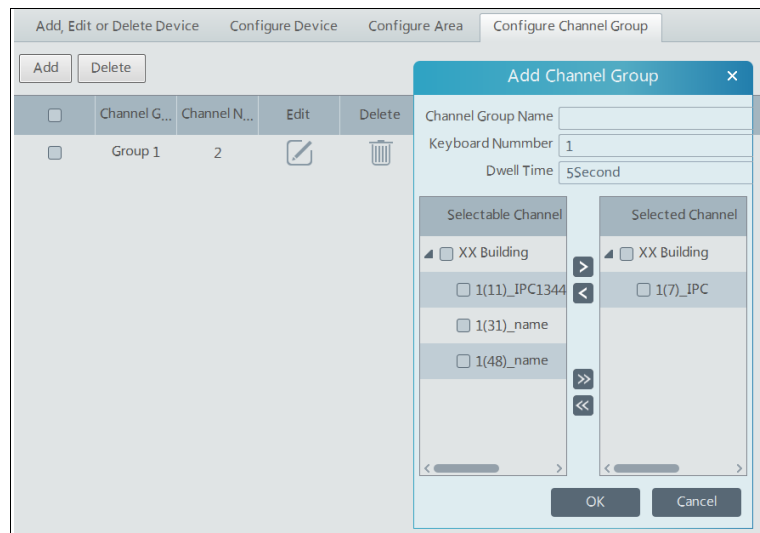 Add, Edit or Delete Device Configure Device Configure Area Configure Channel Group
Add Delete
Add Channel Group ×
Channel G... Channel N... Edit Delete
Group 1 2
Channel Group Name
Keyboard Nummber 1
Dwell Time 5Second
Selectable Channel Selected Channel
XX Building XX Building
1(11)_IPC1344 1(7)_IPC
1(31)_name
1(48)_name
OK Cancel